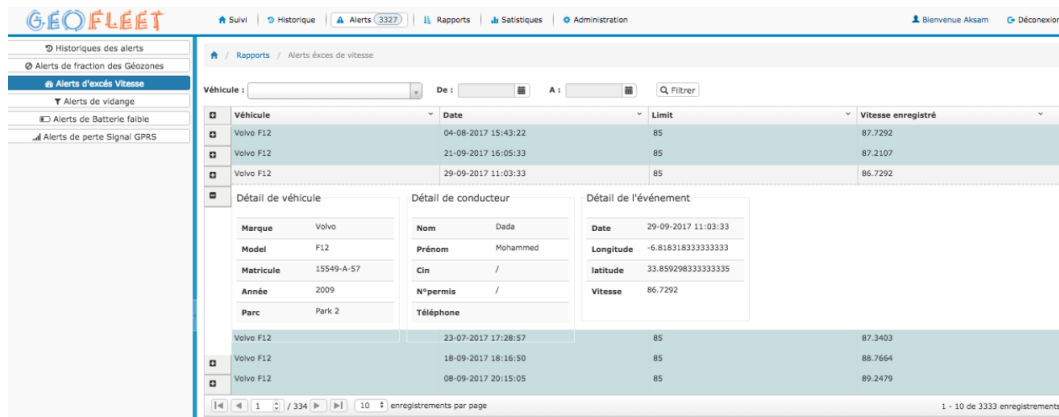 GEOFLEET
Suivi Historique Alerts 3327 Rapports Satistiques Administration Bienvenue Aksam Déconexion
Historiques des alerts
Alerts de fraction des Géozones
Alerts d'excés Vitesse
Alerts de vidange
Alerts de Batterie faible
Alerts de perte Signal GPRS
/ Rapports / Alerts éxces de vitesse
Véhicule : De : A : Filtrer
Véhicule Date Limit Vitesse enregistré
Volvo F12 04-08-2017 15:43:22 85 87.7292
Volvo F12 21-09-2017 16:05:33 85 87.2107
Volvo F12 29-09-2017 11:03:33 85 86.7292
Détail de véhicule Détail de conducteur Détail de l'événement
Marque Volvo Nom Dada Date 29-09-2017 11:03:33
Model F12 Prénom Mohammed Longitude -6.818318333333333
Matricule 15549-A-57 Cin / latitude 33.859298333333335
Année 2009 N°permis / Vitesse 86.7292
Parc Park 2 Téléphone
Volvo F12 23-07-2017 17:28:57 85 87.3403
Volvo F12 18-09-2017 18:16:50 85 88.7664
Volvo F12 08-09-2017 20:15:05 85 89.2479
1 / 334 10 enregistrements par page 1 - 10 de 3333 enregistrements